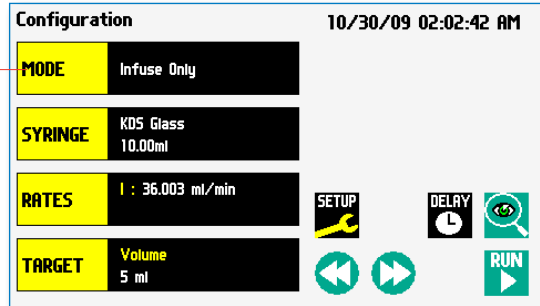 Configuration
10/30/09 02:02:42 AM
MODE
Infuse Only
SYRINGE
KDS Glass
10.00ml
RATES
I : 36.003 ml/min
TARGET
Volume
5 ml
SETUP
DELAY
RUN